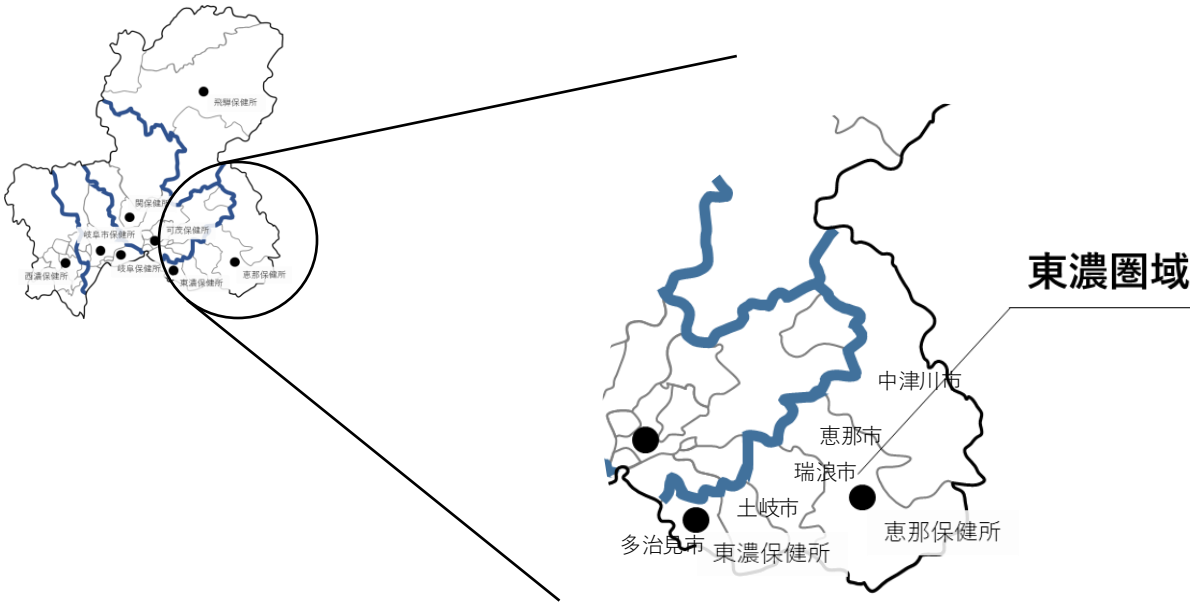 飛騨保健所
関保健所
可茂保健所
岐阜市保健所
岐阜保健所
西濃保健所
東濃保健所
恵那保健所
東濃圏域
中津川市
恵那市
瑞浪市
土岐市
多治見市
恵那保健所
東濃保健所